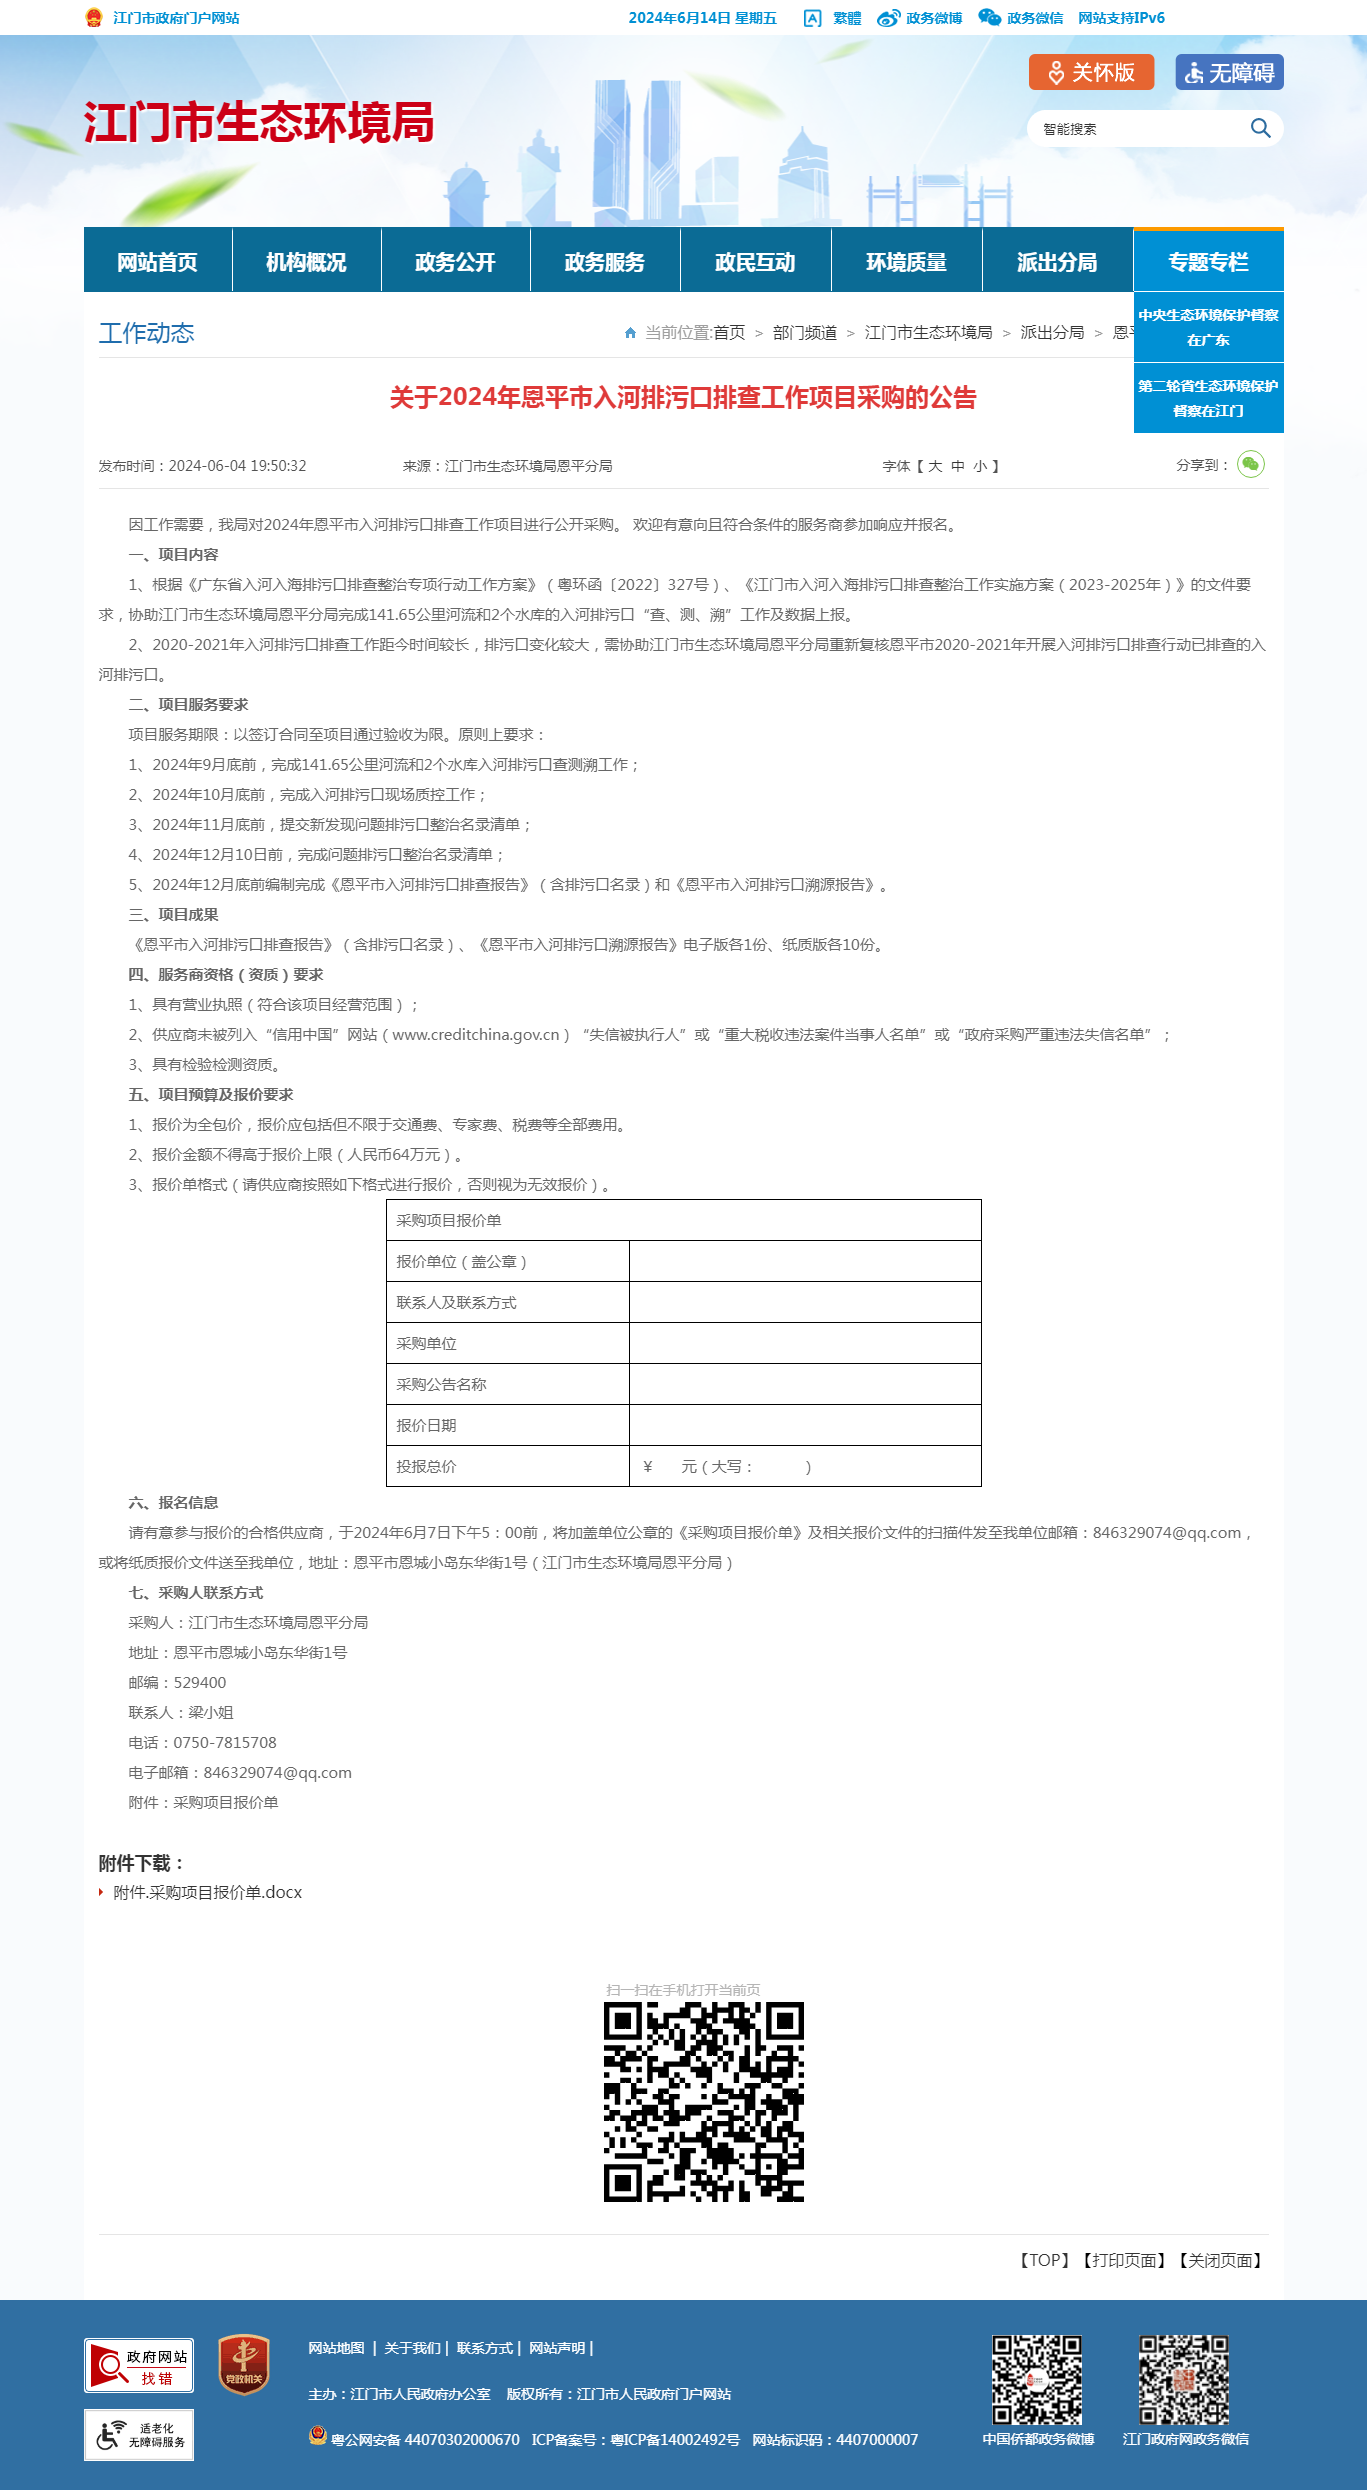 江门市政府门户网站
2024年6月14日 星期五 繁體 政务微博 政务微信 网站支持IPv6
关怀版 无障碍
江门市生态环境局
智能搜索
网站首页 机构概况 政务公开 政务服务 政民互动 环境质量 派出分局 专题专栏
中央生态环境保护督察
在广东
第二轮省生态环境保护
督察在江门
工作动态 当前位置:首页 > 部门频道 > 江门市生态环境局 > 派出分局 >
关于2024年恩平市入河排污口排查工作项目采购的公告
发布时间：2024-06-04 19:50:32 来源：江门市生态环境局恩平分局 字体【 大 中 小 】 分享到：
因工作需要，我局对2024年恩平市入河排污口排查工作项目进行公开采购。 欢迎有意向且符合条件的服务商参加响应并报名。
一、项目内容
1、根据《广东省入河入海排污口排查整治专项行动工作方案》（粤环函〔2022〕327号）、《江门市入河入海排污口排查整治工作实施方案（2023-2025年）》的文件要
求，协助江门市生态环境局恩平分局完成141.65公里河流和2个水库的入河排污口“查、测、溯”工作及数据上报。
2、2020-2021年入河排污口排查工作距今时间较长，排污口变化较大，需协助江门市生态环境局恩平分局重新复核恩平市2020-2021年开展入河排污口排查行动已排查的入
河排污口。
二、项目服务要求
项目服务期限：以签订合同至项目通过验收为限。原则上要求：
1、2024年9月底前，完成141.65公里河流和2个水库入河排污口查测溯工作；
2、2024年10月底前，完成入河排污口现场质控工作；
3、2024年11月底前，提交新发现问题排污口整治名录清单；
4、2024年12月10日前，完成问题排污口整治名录清单；
5、2024年12月底前编制完成《恩平市入河排污口排查报告》（含排污口名录）和《恩平市入河排污口溯源报告》。
三、项目成果
《恩平市入河排污口排查报告》（含排污口名录）、《恩平市入河排污口溯源报告》电子版各1份、纸质版各10份。
四、服务商资格（资质）要求
1、具有营业执照（符合该项目经营范围）；
2、供应商未被列入“信用中国”网站（www.creditchina.gov.cn）“失信被执行人”或“重大税收违法案件当事人名单”或“政府采购严重违法失信名单”；
3、具有检验检测资质。
五、项目预算及报价要求
1、报价为全包价，报价应包括但不限于交通费、专家费、税费等全部费用。
2、报价金额不得高于报价上限（人民币64万元）。
3、报价单格式（请供应商按照如下格式进行报价，否则视为无效报价）。
采购项目报价单
报价单位（盖公章）
联系人及联系方式
采购单位
采购公告名称
报价日期
投报总价 ￥ 元（大写： ）
六、报名信息
请有意参与报价的合格供应商，于2024年6月7日下午5：00前，将加盖单位公章的《采购项目报价单》及相关报价文件的扫描件发至我单位邮箱：846329074@qq.com，
或将纸质报价文件送至我单位，地址：恩平市恩城小岛东华街1号（江门市生态环境局恩平分局）
七、采购人联系方式
采购人：江门市生态环境局恩平分局
地址：恩平市恩城小岛东华街1号
邮编：529400
联系人：梁小姐
电话：0750-7815708
电子邮箱：846329074@qq.com
附件：采购项目报价单
附件下载：
附件.采购项目报价单.docx
扫一扫在手机打开当前页
【TOP】【打印页面】【关闭页面】
政府网站
找错
党政机关
适老化
无障碍服务
网站地图 | 关于我们 | 联系方式 | 网站声明 |
主办：江门市人民政府办公室 版权所有：江门市人民政府门户网站
粤公网安备 44070302000670 ICP备案号：粤ICP备14002492号 网站标识码：4407000007
中国侨都政务微博 江门政府网政务微信